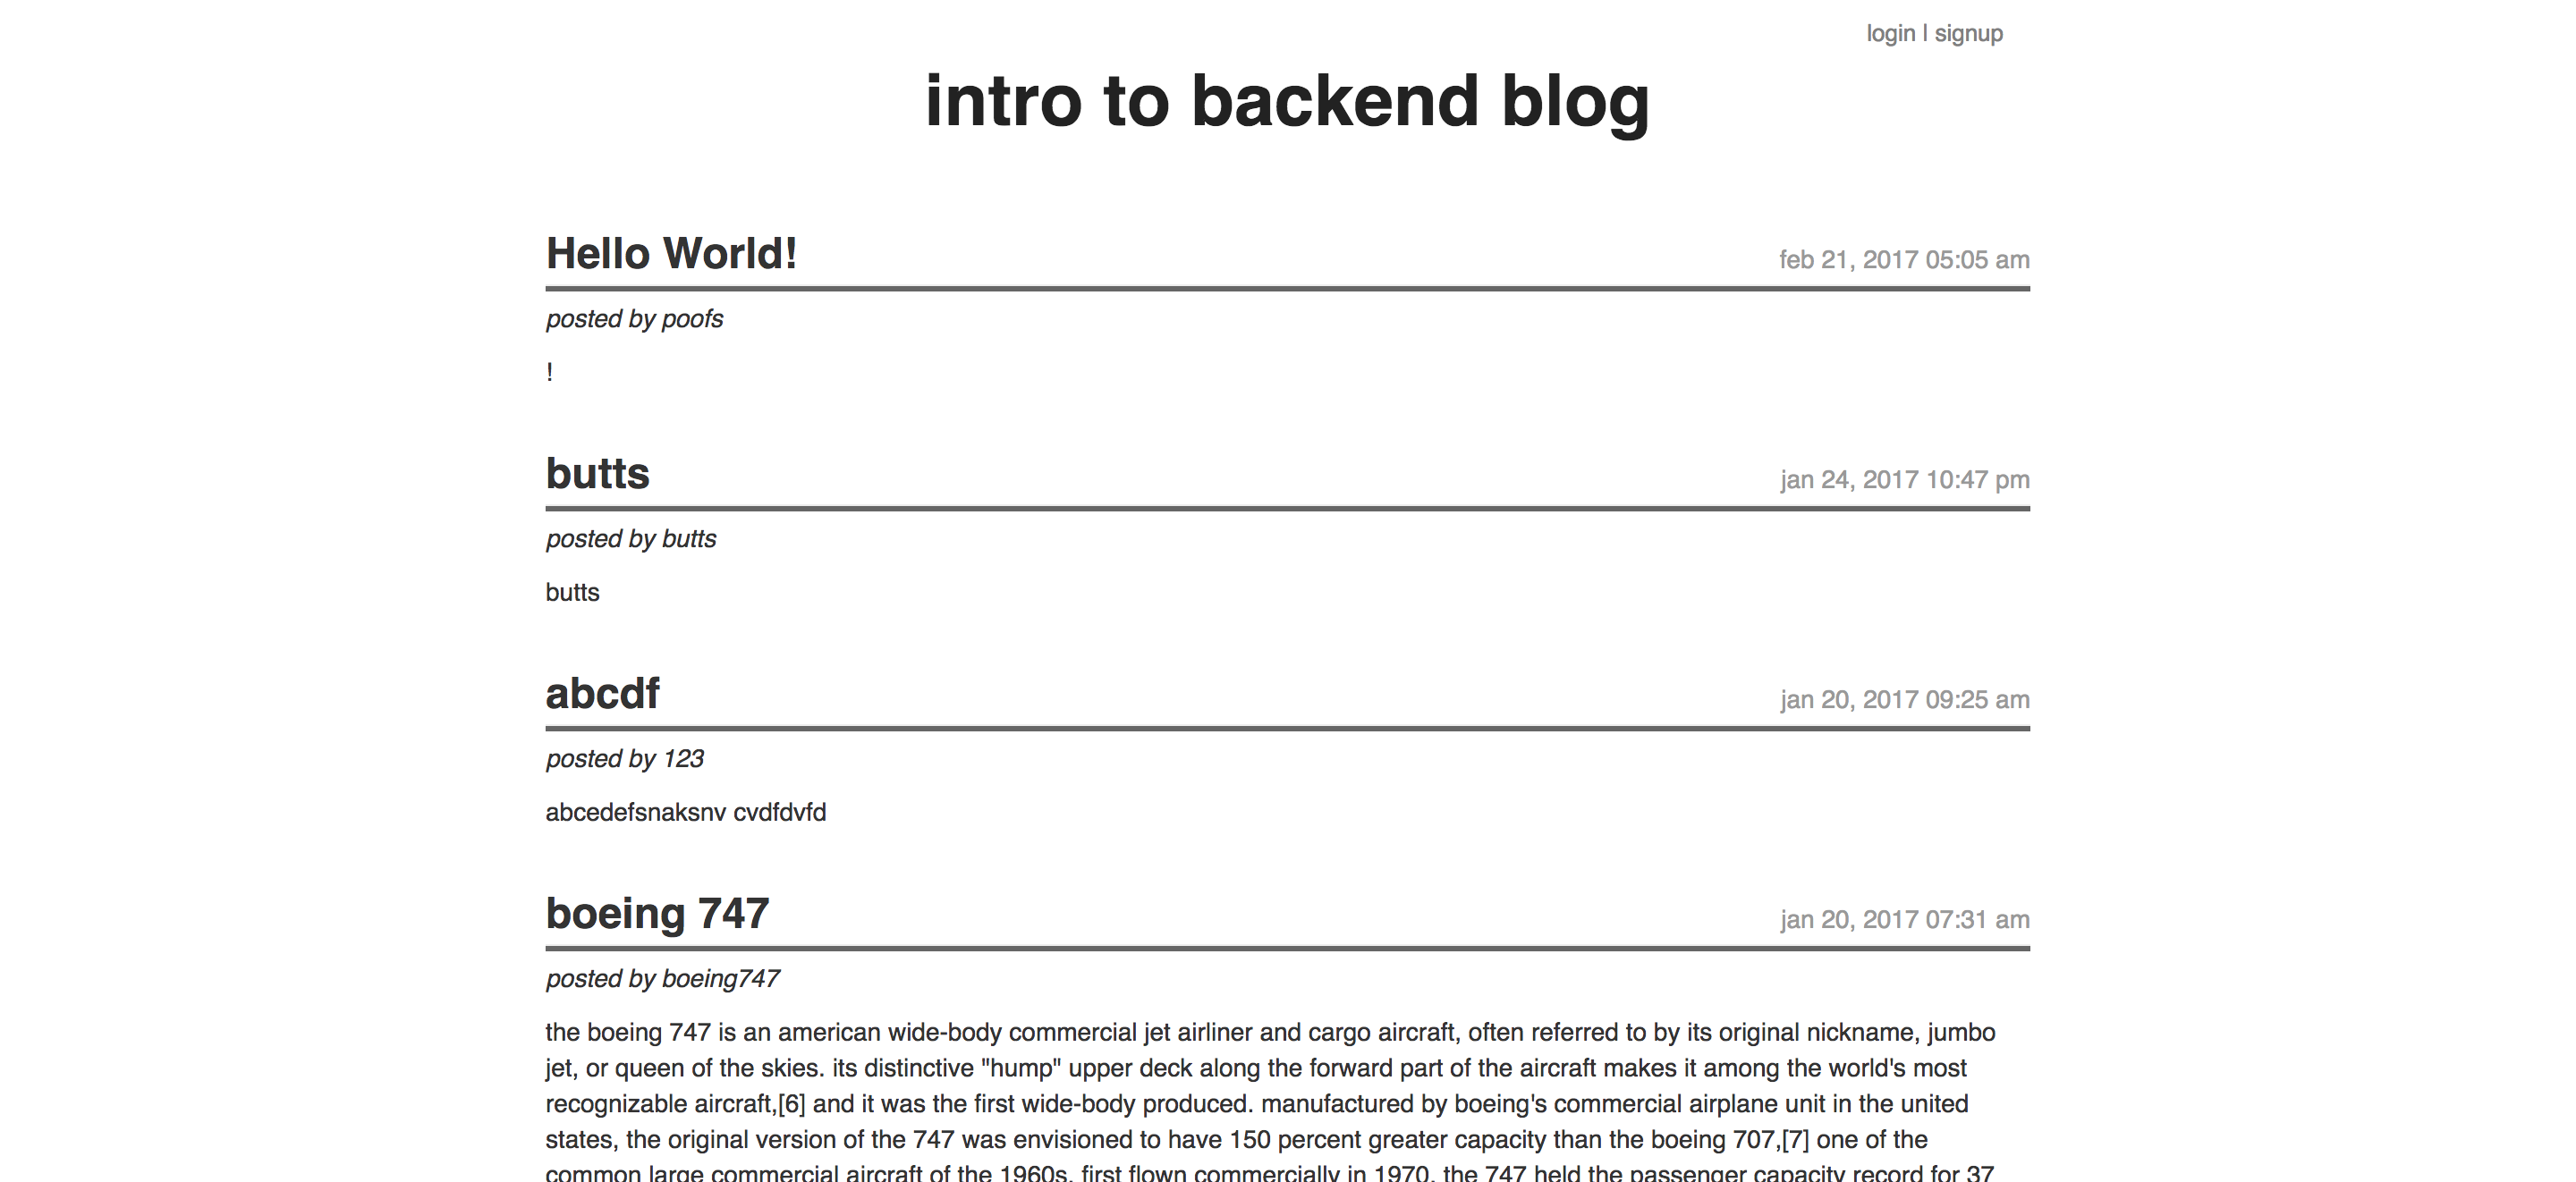 login | signup
intro to backend blog
Hello World!
feb 21, 2017 05:05 am
posted by poofs
!
butts
jan 24, 2017 10:47 pm
posted by butts
butts
abcdf
jan 20, 2017 09:25 am
posted by 123
abcedefsnaksnv cvdfdvfd
boeing 747
jan 20, 2017 07:31 am
posted by boeing747
the boeing 747 is an american wide-body commercial jet airliner and cargo aircraft, often referred to by its original nickname, jumbo
jet, or queen of the skies. its distinctive "hump" upper deck along the forward part of the aircraft makes it among the world's most
recognizable aircraft,[6] and it was the first wide-body produced. manufactured by boeing's commercial airplane unit in the united
states, the original version of the 747 was envisioned to have 150 percent greater capacity than the boeing 707,[7] one of the
common large commercial aircraft of the 1960s. first flown commercially in 1970, the 747 held the passenger capacity record for 37